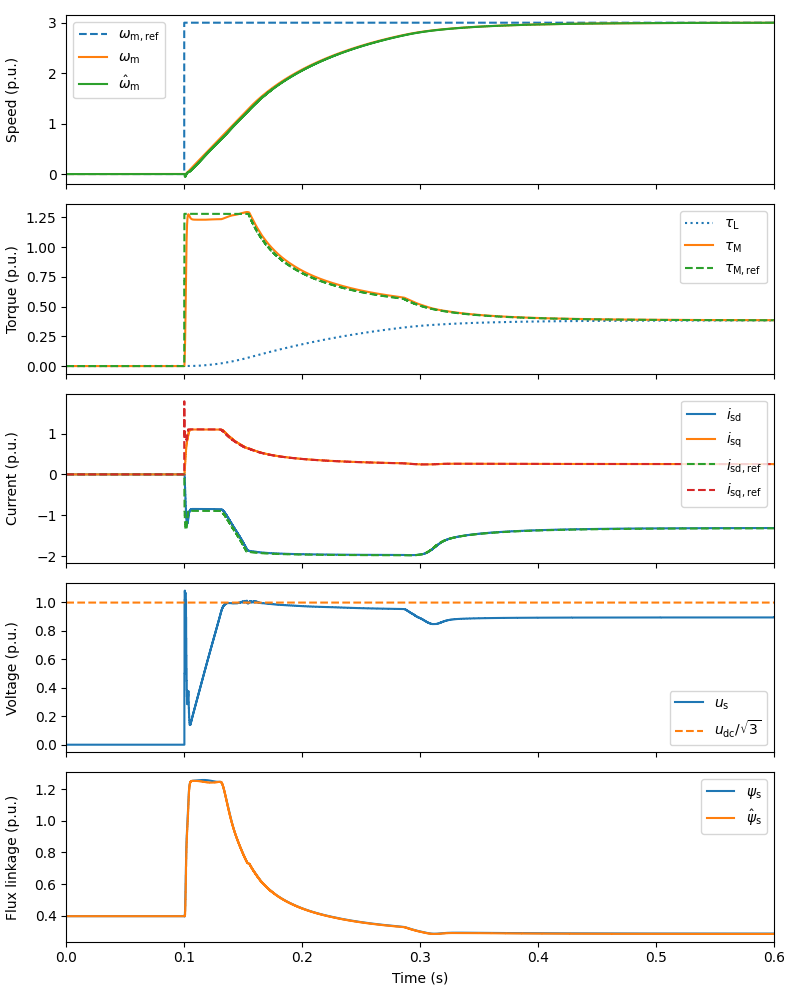 3
2
1
0
Speed (p.u.)
ω_m,ref
ω_m
ω̂_m
1.25
1.00
0.75
0.50
0.25
0.00
Torque (p.u.)
τ_L
τ_M
τ_M,ref
1
0
−1
−2
Current (p.u.)
i_sd
i_sq
i_sd,ref
i_sq,ref
1.0
0.8
0.6
0.4
0.2
0.0
Voltage (p.u.)
u_s
u_dc/√3
1.2
1.0
0.8
0.6
0.4
Flux linkage (p.u.)
ψ_s
ψ̂_s
0.0 0.1 0.2 0.3 0.4 0.5 0.6
Time (s)